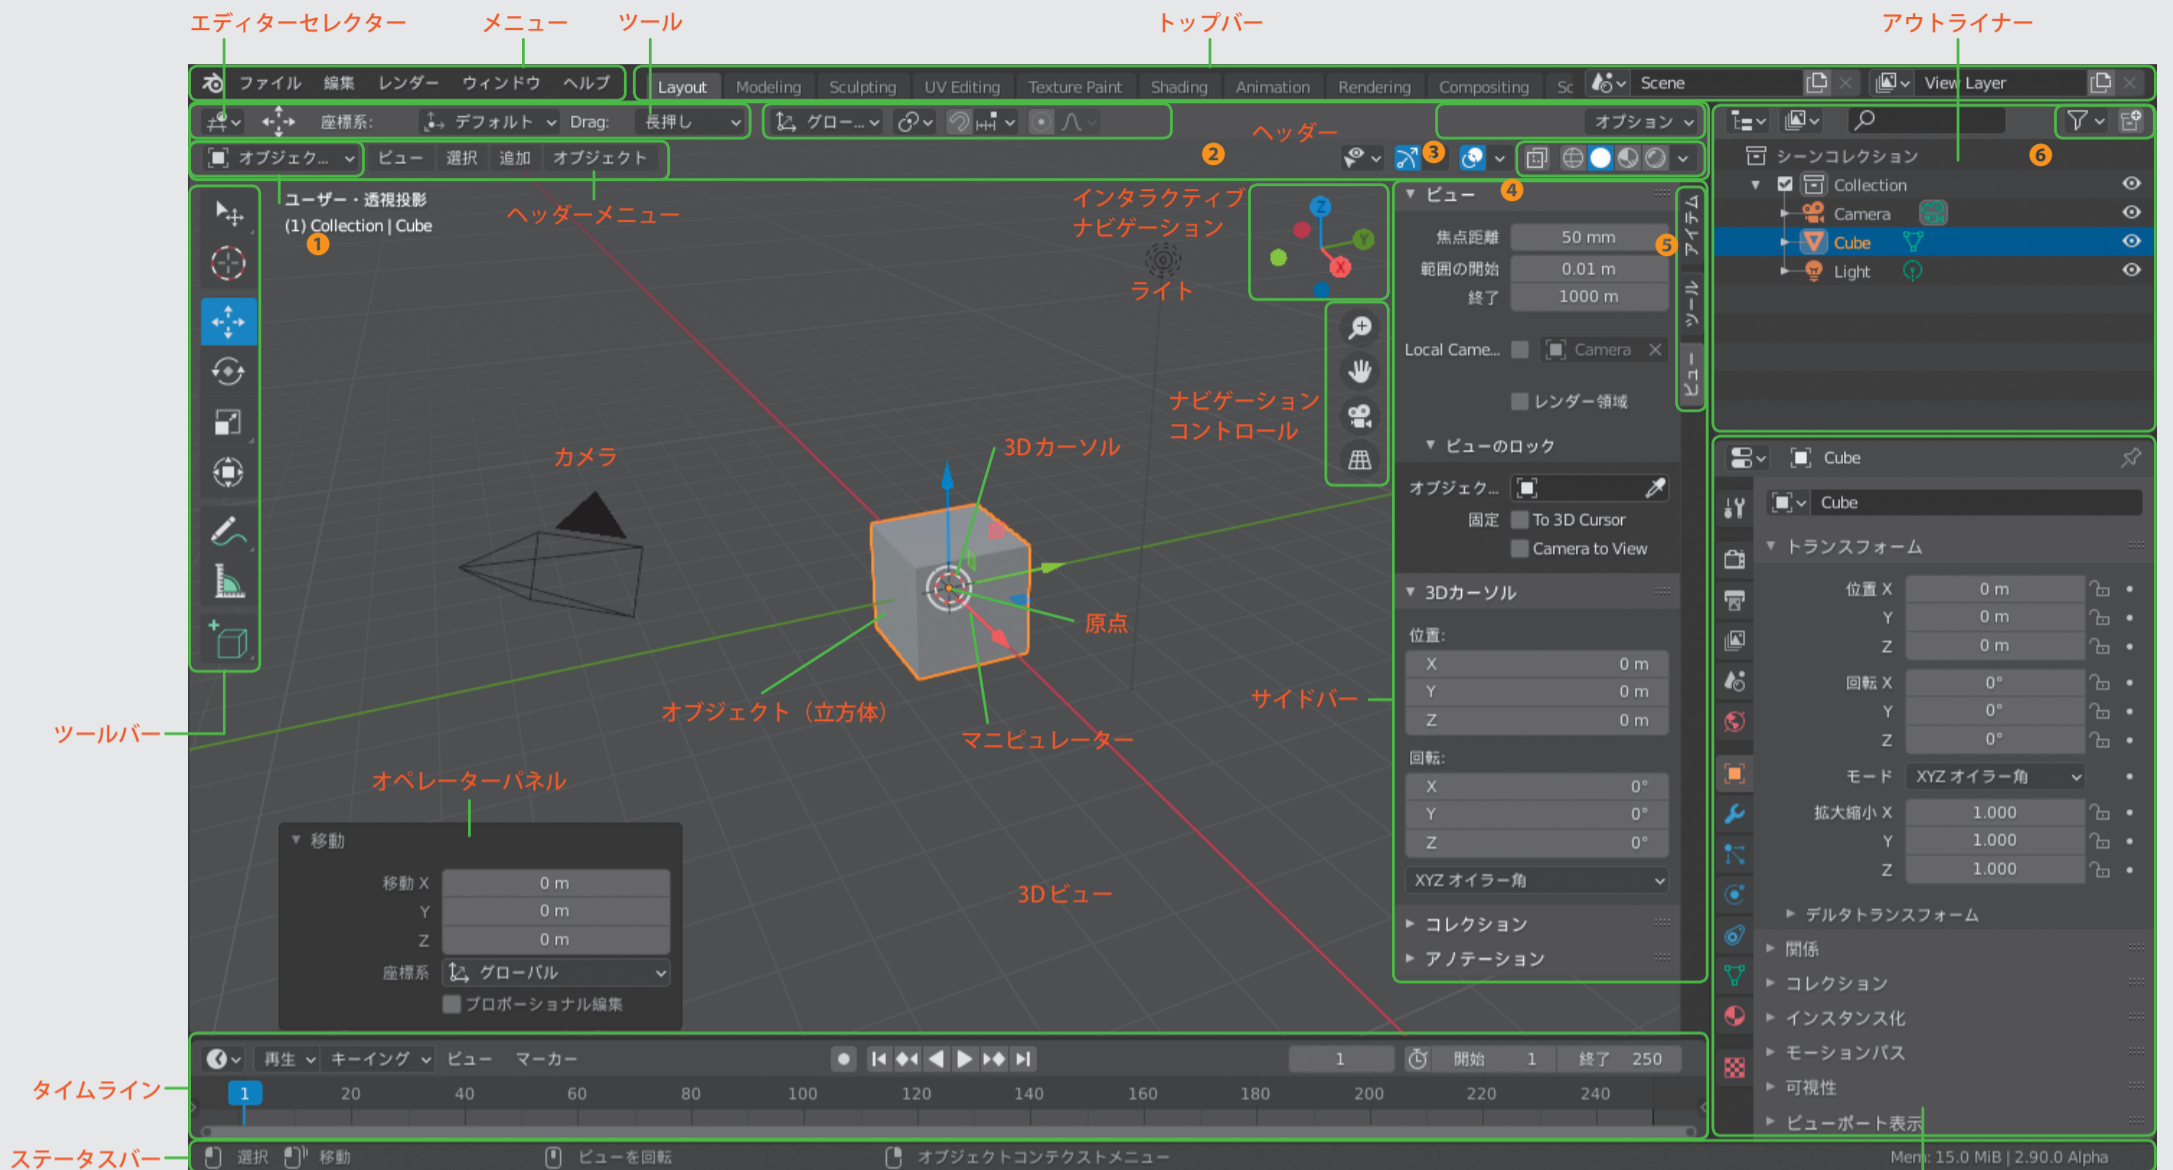 エディターセレクター
メニュー
ツール
トップバー
アウトライナー
ファイル 編集 レンダー ウィンドウ ヘルプ
Layout Modeling Sculpting UV Editing Texture Paint Shading Animation Rendering Compositing Sc
Scene
View Layer
座標系: デフォルト Drag: 長押し
グロー...
オプション
ヘッダー
オブジェク... ビュー 選択 追加 オブジェクト
2
3
4
5
6
シーンコレクション
Collection
Camera
Cube
Light
ユーザー・透視投影
(1) Collection | Cube
1
ヘッダーメニュー
インタラクティブ
ナビゲーション
Z
Y
X
ライト
ナビゲーション
コントロール
カメラ
3Dカーソル
原点
オブジェクト（立方体）
マニピュレーター
サイドバー
ツールバー
オペレーターパネル
3Dビュー
ビュー
焦点距離 50 mm
範囲の開始 0.01 m
終了 1000 m
Local Came... Camera
レンダー領域
ビューのロック
オブジェク...
固定 To 3D Cursor
Camera to View
3Dカーソル
位置:
X 0 m
Y 0 m
Z 0 m
回転:
X 0°
Y 0°
Z 0°
XYZ オイラー角
コレクション
アノテーション
アイテム
ツール
ビュー
Cube
Cube
トランスフォーム
位置 X 0 m
Y 0 m
Z 0 m
回転 X 0°
Y 0°
Z 0°
モード XYZ オイラー角
拡大縮小 X 1.000
Y 1.000
Z 1.000
デルタトランスフォーム
関係
コレクション
インスタンス化
モーションパス
可視性
ビューポート表示
移動
移動 X 0 m
Y 0 m
Z 0 m
座標系 グローバル
プロポーショナル編集
再生 キーイング ビュー マーカー
1
開始 1
終了 250
タイムライン
1 20 40 60 80 100 120 140 160 180 200 220 240
ステータスバー
選択 移動 ビューを回転 オブジェクトコンテクストメニュー
Mem: 15.0 MiB | 2.90.0 Alpha